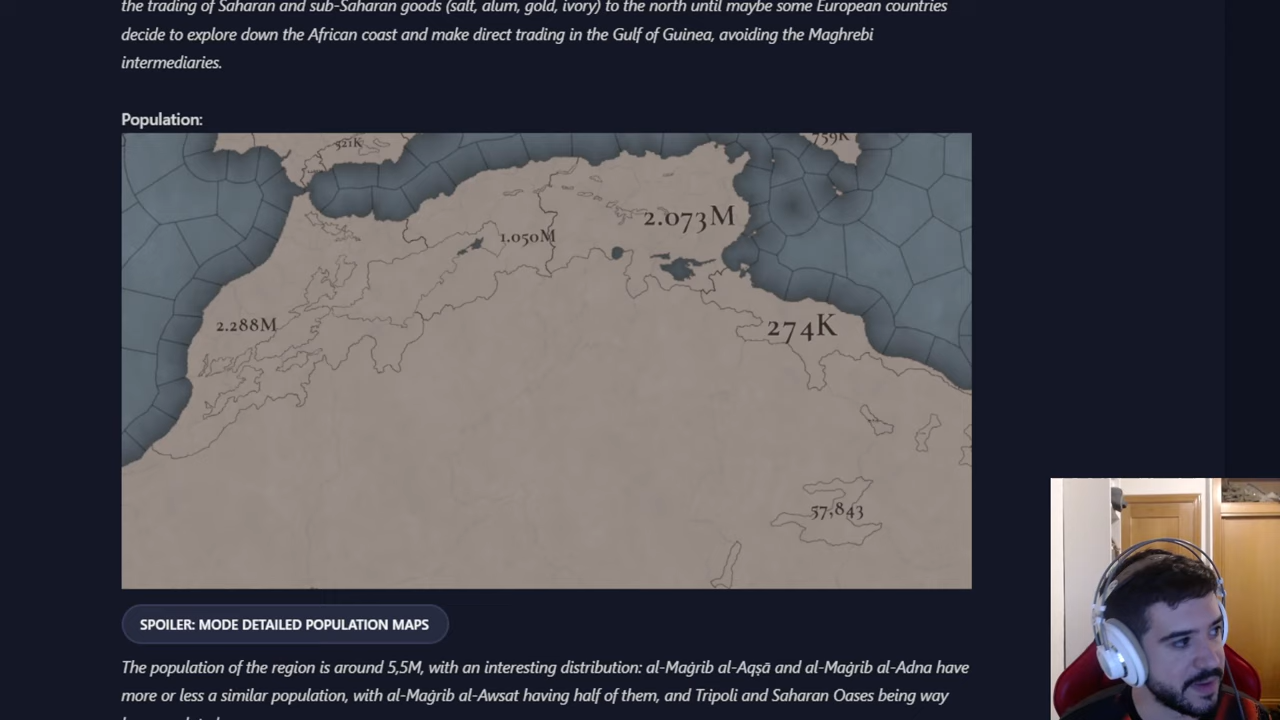 the trading of Saharan and sub-Saharan goods (salt, alum, gold, ivory) to the north until maybe some European countries
decide to explore down the African coast and make direct trading in the Gulf of Guinea, avoiding the Maghrebi
intermediaries.
Population:
321K
759K
2.073M
1.050M
2.288M
274K
57,843
SPOILER: MODE DETAILED POPULATION MAPS
The population of the region is around 5,5M, with an interesting distribution: al-Maġrib al-Aqṣā and al-Maġrib al-Adna have
more or less a similar population, with al-Maġrib al-Awsat having half of them, and Tripoli and Saharan Oases being way